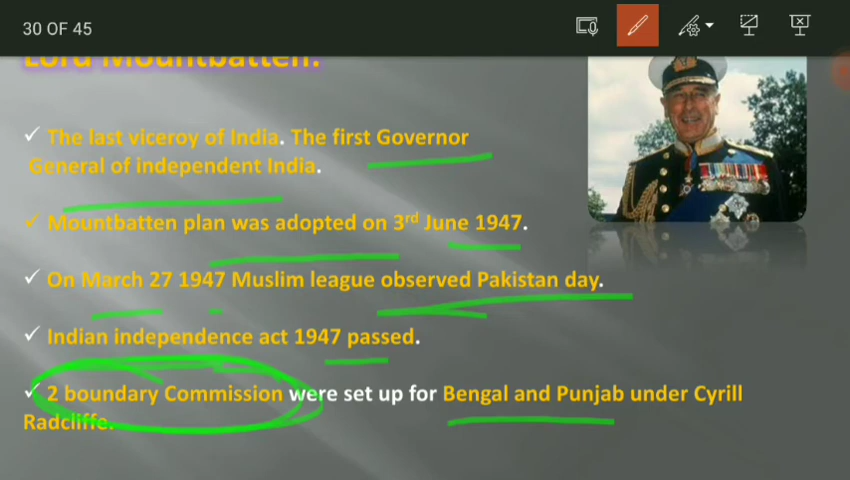 30 OF 45
Lord Mountbatten:
The last viceroy of India. The first Governor
General of independent India.
Mountbatten plan was adopted on 3rd June 1947.
On March 27 1947 Muslim league observed Pakistan day.
Indian independence act 1947 passed.
2 boundary Commission were set up for Bengal and Punjab under Cyrill
Radcliffe.